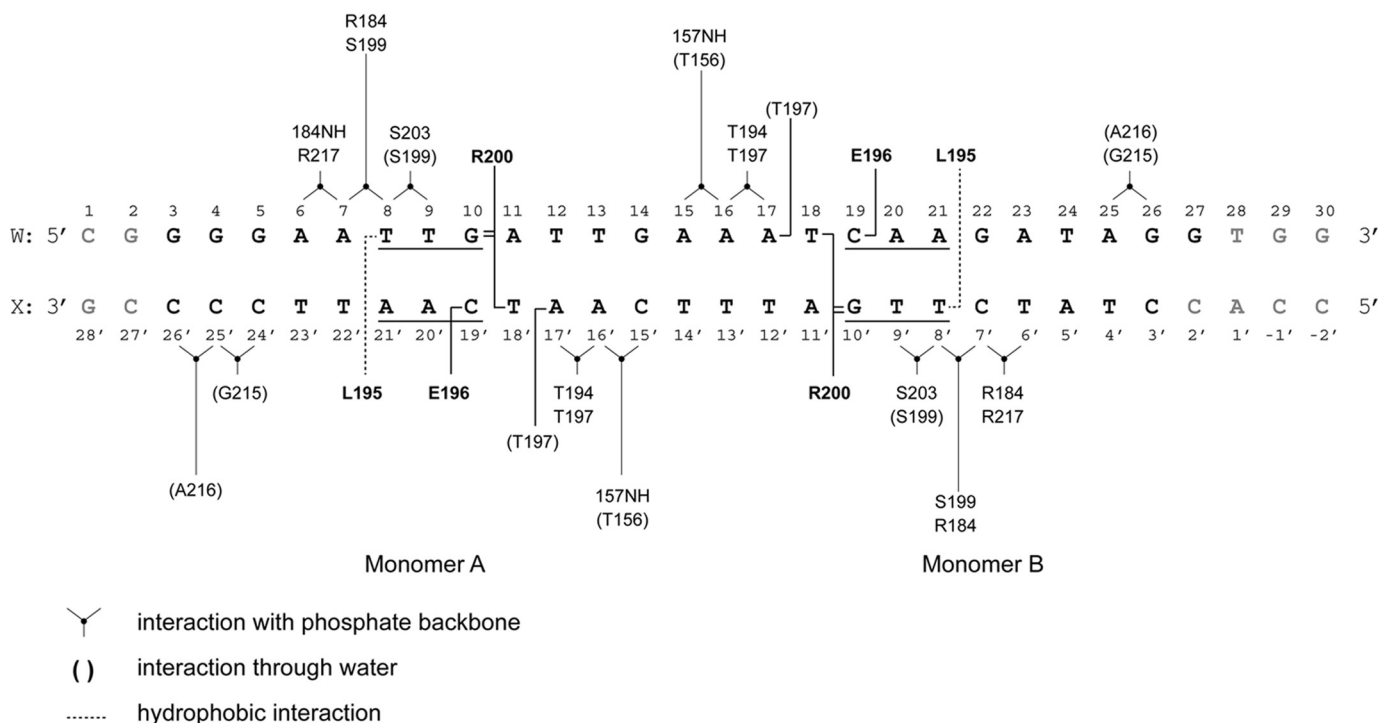 R184
S199
157NH
(T156)
(T197)
184NH
R217
S203
(S199)
R200
T194
T197
E196
L195
(A216)
(G215)
1 2 3 4 5 6 7 8 9 10 11 12 13 14 15 16 17 18 19 20 21 22 23 24 25 26 27 28 29 30
W: 5′ C G G G G A A T T G A T T G A A A T C A A G A T A G G T G G 3′
X: 3′ G C C C C T T A A C T A A C T T T A G T T C T A T C C A C C 5′
28′ 27′ 26′ 25′ 24′ 23′ 22′ 21′ 20′ 19′ 18′ 17′ 16′ 15′ 14′ 13′ 12′ 11′ 10′ 9′ 8′ 7′ 6′ 5′ 4′ 3′ 2′ 1′ -1′ -2′
(G215)
L195
E196
T194
T197
R200
S203
(S199)
R184
R217
(T197)
(A216)
157NH
(T156)
S199
R184
Monomer A
Monomer B
interaction with phosphate backbone
( ) interaction through water
hydrophobic interaction